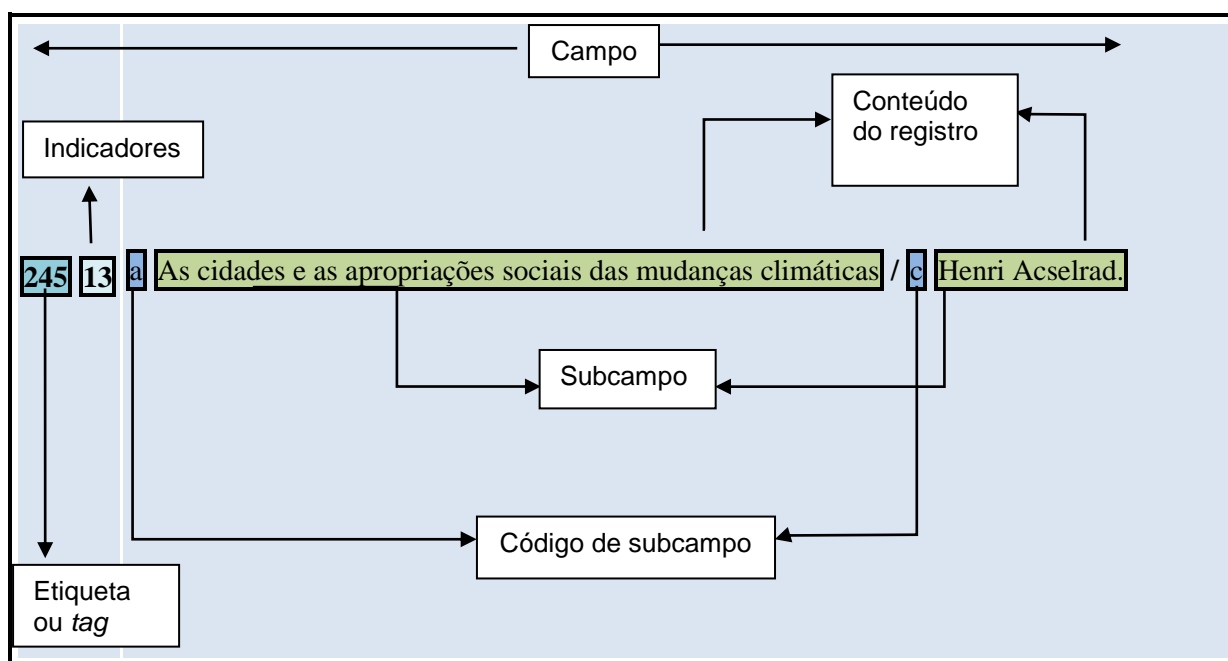 Campo
Conteúdo
do registro
Indicadores
245 13 a As cidades e as apropriações sociais das mudanças climáticas / c Henri Acselrad.
Subcampo
Código de subcampo
Etiqueta
ou tag